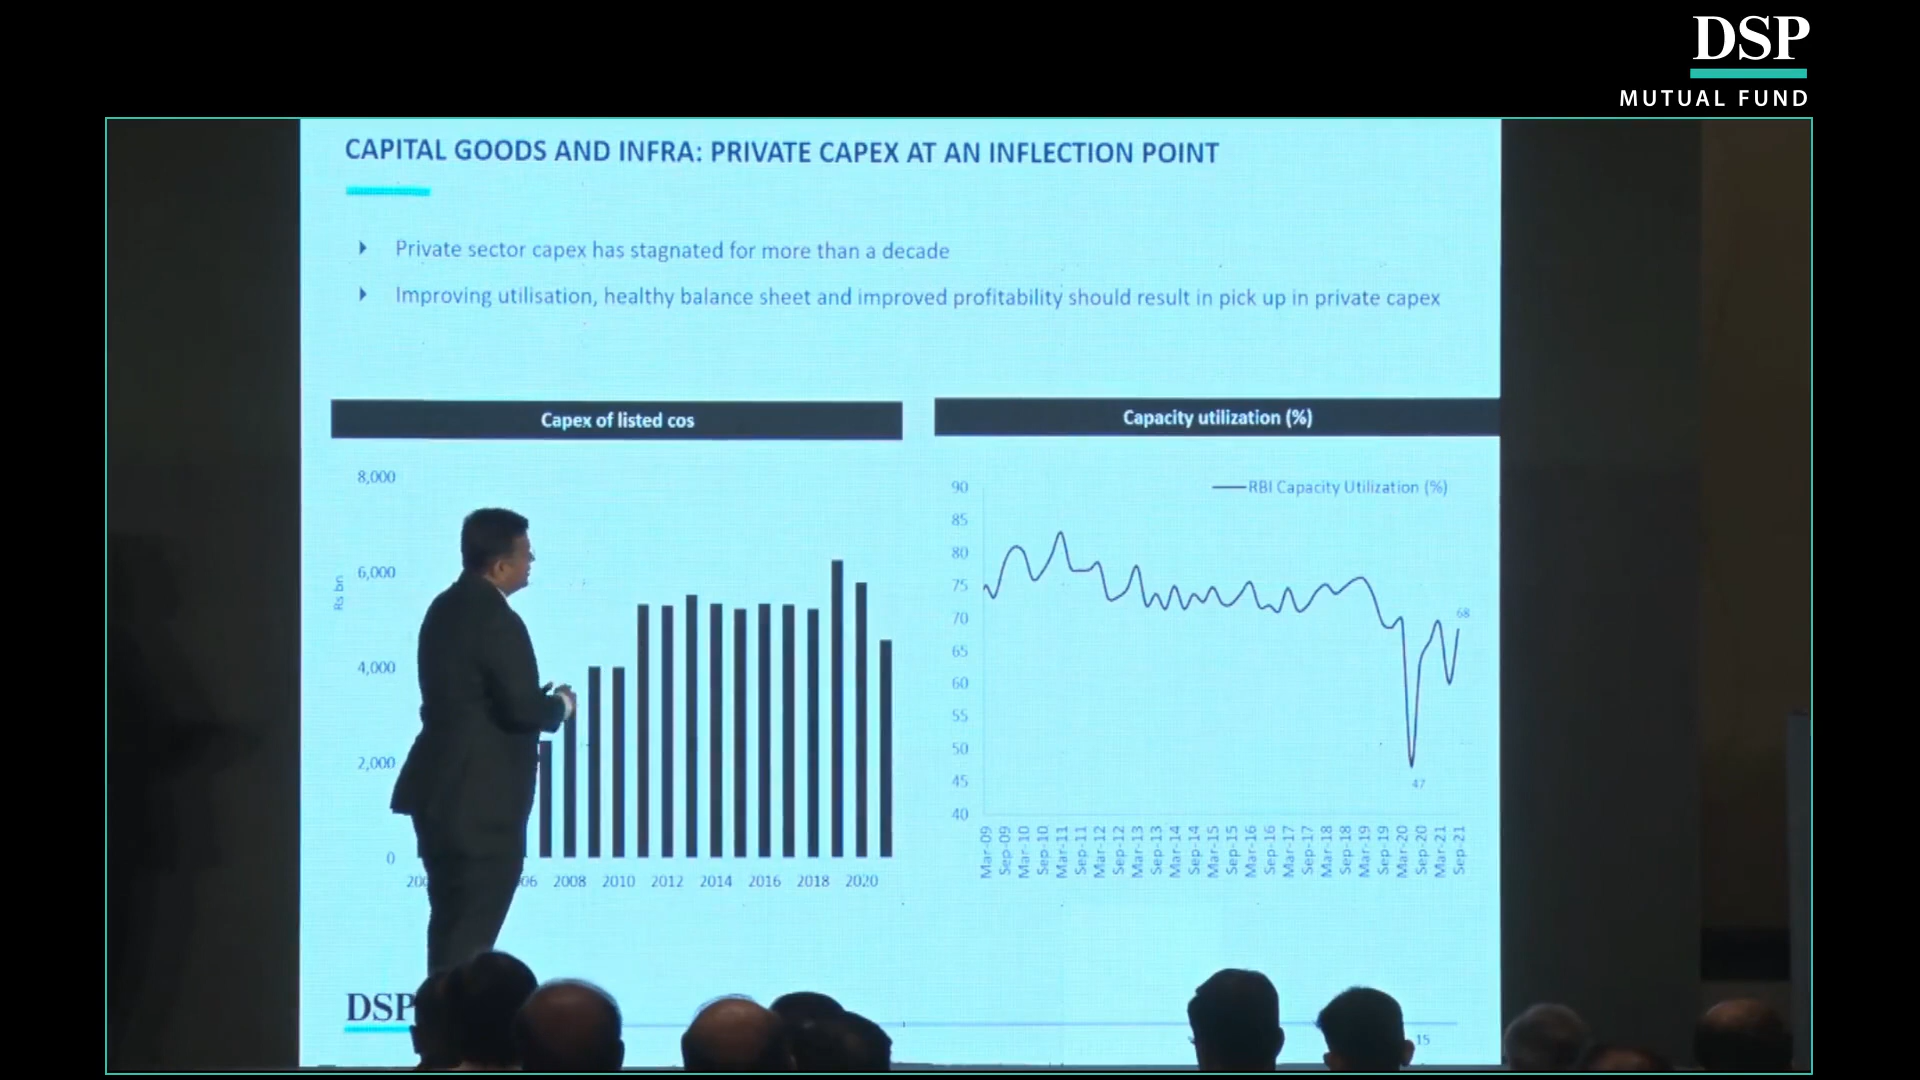 DSP
MUTUAL FUND
CAPITAL GOODS AND INFRA: PRIVATE CAPEX AT AN INFLECTION POINT
Private sector capex has stagnated for more than a decade
Improving utilisation, healthy balance sheet and improved profitability should result in pick up in private capex
Capex of listed cos
8,000
6,000
4,000
2,000
0
Rs bn
2008 2010 2012 2014 2016 2018 2020
Capacity utilization (%)
RBI Capacity Utilization (%)
90
85
80
75
70
65
60
55
50
45
40
68
47
Mar-09
Sep-09
Mar-10
Sep-10
Mar-11
Sep-11
Mar-12
Sep-12
Mar-13
Sep-13
Mar-14
Sep-14
Mar-15
Sep-15
Mar-16
Sep-16
Mar-17
Sep-17
Mar-18
Sep-18
Mar-19
Sep-19
Mar-20
Sep-20
Mar-21
Sep-21
DSP
15